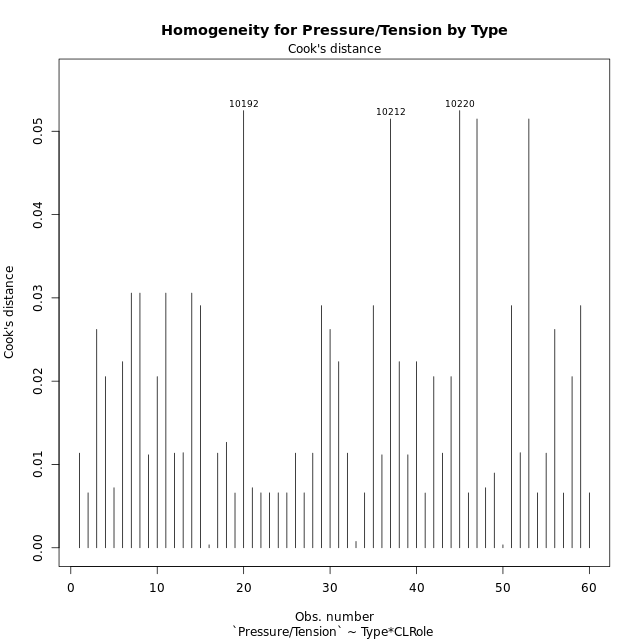 Homogeneity for Pressure/Tension by Type
Cook's distance
10192
10212
10220
Cook's distance
0.05
0.04
0.03
0.02
0.01
0.00
0 10 20 30 40 50 60
Obs. number
`Pressure/Tension` ~ Type*CLRole